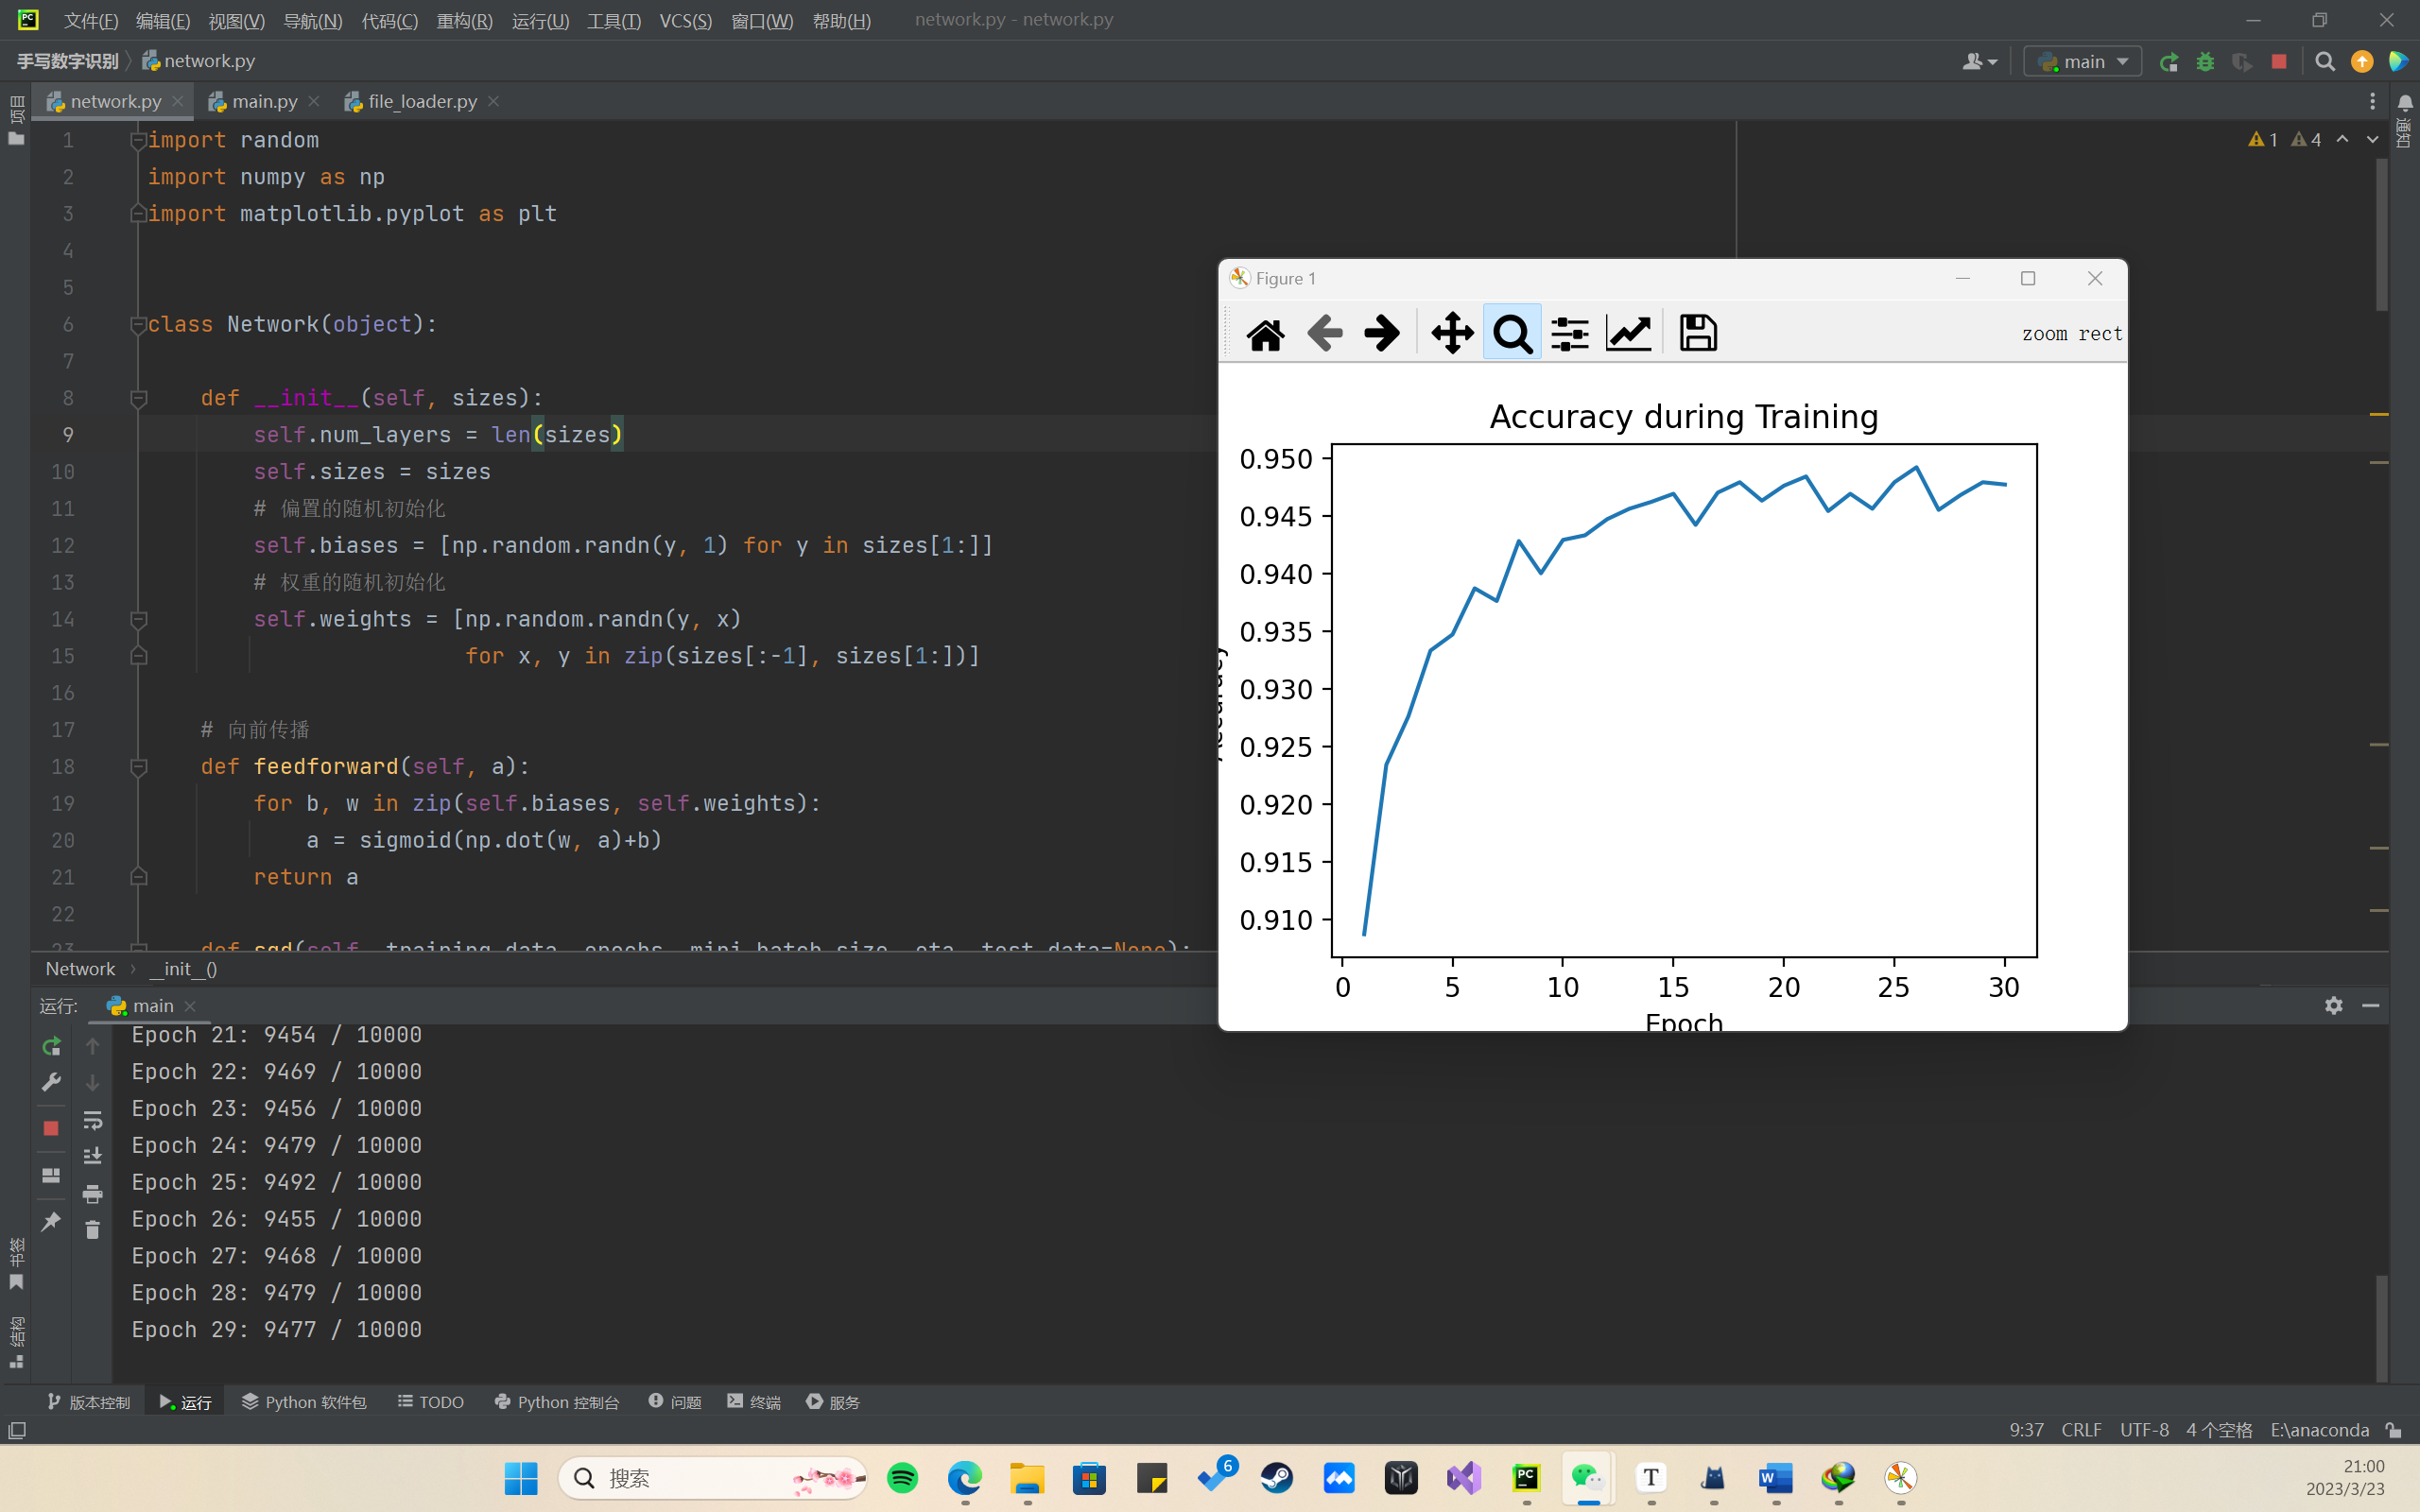 文件(F) 编辑(E) 视图(V) 导航(N) 代码(C) 重构(R) 运行(U) 工具(T) VCS(S) 窗口(W) 帮助(H) network.py - network.py
手写数字识别 network.py
main
network.py main.py file_loader.py
项目
通知
1 4
1 import random
2 import numpy as np
3 import matplotlib.pyplot as plt
4
5
6 class Network(object):
7
8 def __init__(self, sizes):
9 self.num_layers = len(sizes)
10 self.sizes = sizes
11 # 偏置的随机初始化
12 self.biases = [np.random.randn(y, 1) for y in sizes[1:]]
13 # 权重的随机初始化
14 self.weights = [np.random.randn(y, x)
15 for x, y in zip(sizes[:-1], sizes[1:])]
16
17 # 向前传播
18 def feedforward(self, a):
19 for b, w in zip(self.biases, self.weights):
20 a = sigmoid(np.dot(w, a)+b)
21 return a
22
23 def sgd(self, training_data, epochs, mini_batch_size, eta, test_data=None):
Network __init__()
Figure 1
zoom rect
Accuracy during Training
0.950
0.945
0.940
0.935
0.930
0.925
0.920
0.915
0.910
Accuracy
0 5 10 15 20 25 30
Epoch
运行: main
Epoch 21: 9454 / 10000
Epoch 22: 9469 / 10000
Epoch 23: 9456 / 10000
Epoch 24: 9479 / 10000
Epoch 25: 9492 / 10000
Epoch 26: 9455 / 10000
Epoch 27: 9468 / 10000
Epoch 28: 9479 / 10000
Epoch 29: 9477 / 10000
书签
结构
版本控制 运行 Python 软件包 TODO Python 控制台 问题 终端 服务
9:37 CRLF UTF-8 4 个空格 E:\anaconda
搜索
6
21:00
2023/3/23